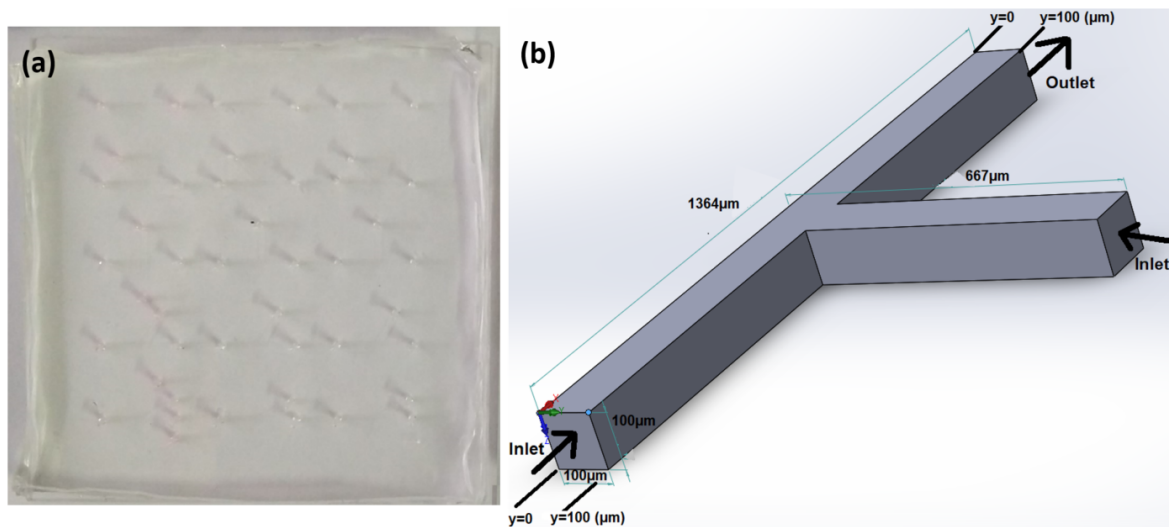 (a)
(b)
y=0
y=100 (μm)
Outlet
667μm
1364μm
Inlet
100μm
Inlet
100μm
y=0
y=100 (μm)